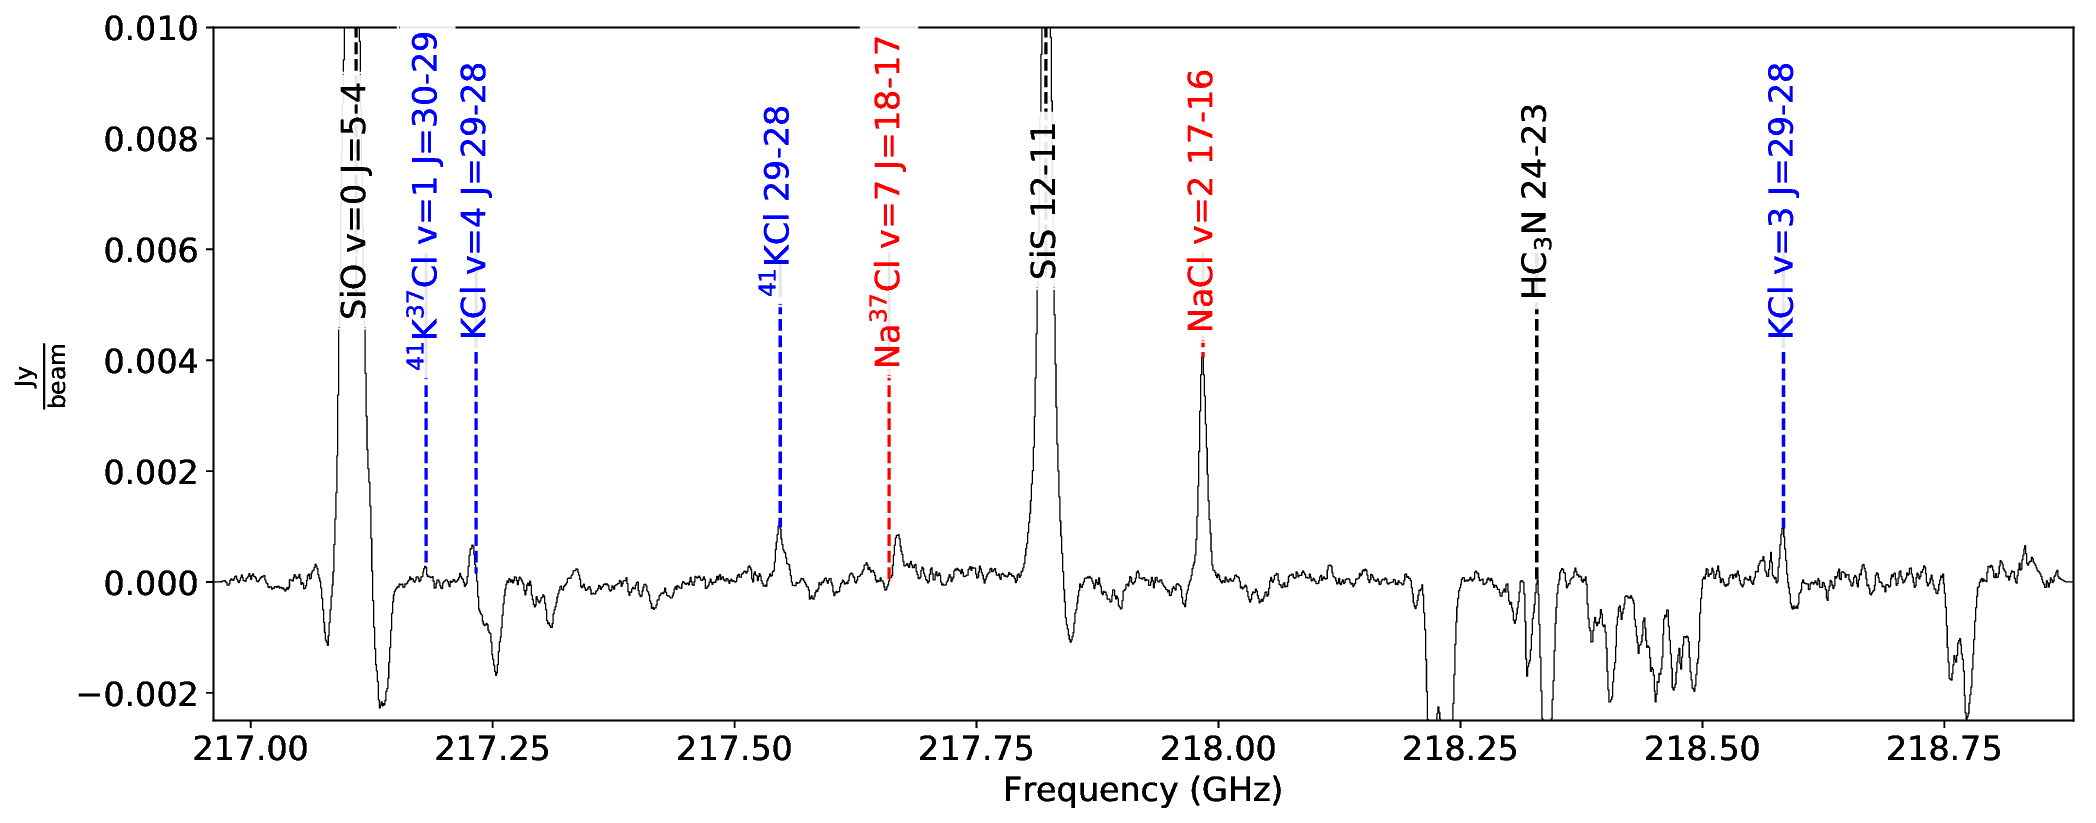 0.010
0.008
0.006
0.004
0.002
0.000
−0.002
Jy
beam
SiO v=0 J=5-4
⁴¹K³⁷Cl v=1 J=30-29
KCl v=4 J=29-28
⁴¹KCl 29-28
Na³⁷Cl v=7 J=18-17
SiS 12-11
NaCl v=2 17-16
HC₃N 24-23
KCl v=3 J=29-28
217.00 217.25 217.50 217.75 218.00 218.25 218.50 218.75
Frequency (GHz)